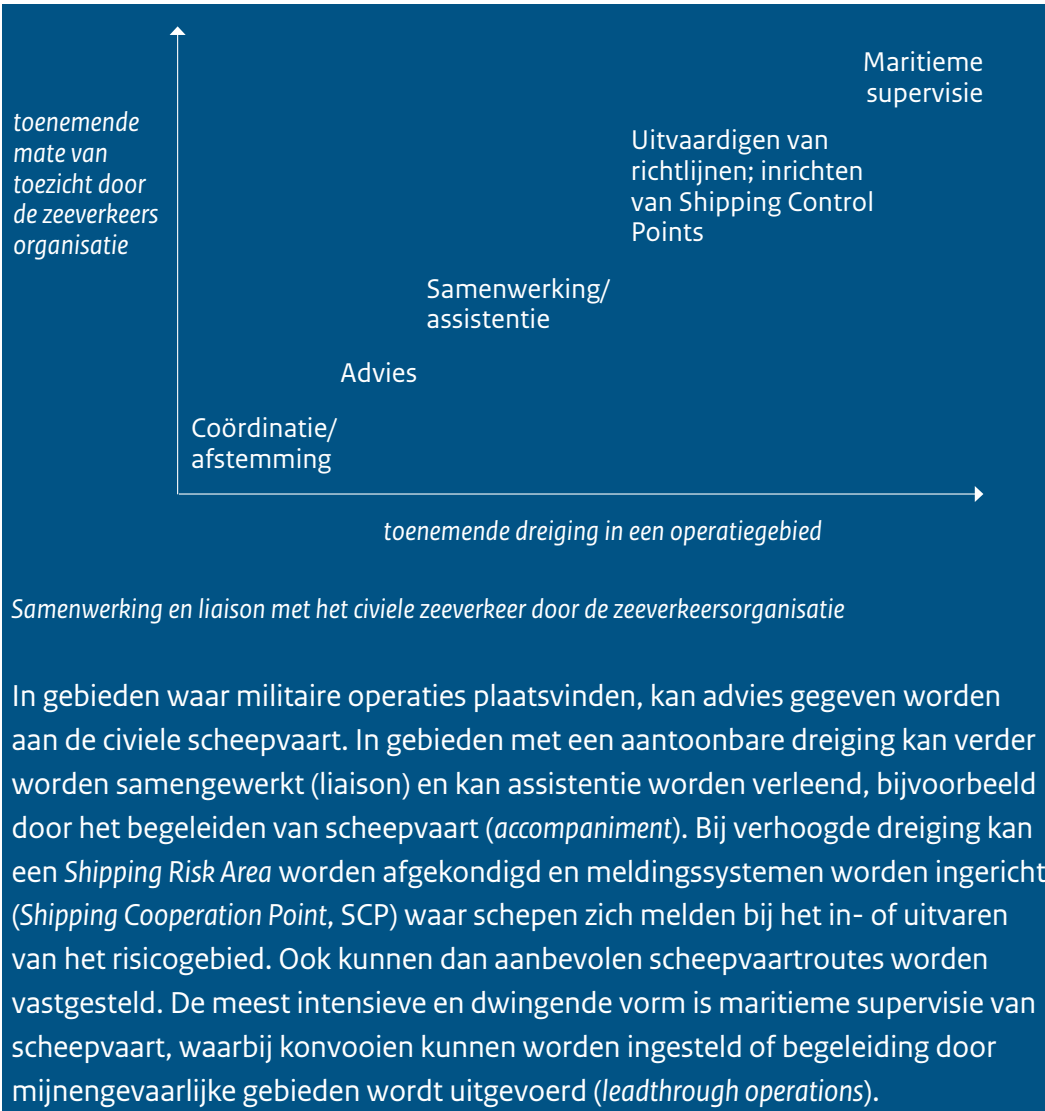 Maritieme
supervisie
toenemende
mate van
toezicht door
de zeeverkeers
organisatie
Uitvaardigen van
richtlijnen; inrichten
van Shipping Control
Points
Samenwerking/
assistentie
Advies
Coördinatie/
afstemming
toenemende dreiging in een operatiegebied
Samenwerking en liaison met het civiele zeeverkeer door de zeeverkeersorganisatie
In gebieden waar militaire operaties plaatsvinden, kan advies gegeven worden
aan de civiele scheepvaart. In gebieden met een aantoonbare dreiging kan verder
worden samengewerkt (liaison) en kan assistentie worden verleend, bijvoorbeeld
door het begeleiden van scheepvaart (accompaniment). Bij verhoogde dreiging kan
een Shipping Risk Area worden afgekondigd en meldingssystemen worden ingericht
(Shipping Cooperation Point, SCP) waar schepen zich melden bij het in- of uitvaren
van het risicogebied. Ook kunnen dan aanbevolen scheepvaartroutes worden
vastgesteld. De meest intensieve en dwingende vorm is maritieme supervisie van
scheepvaart, waarbij konvooien kunnen worden ingesteld of begeleiding door
mijnengevaarlijke gebieden wordt uitgevoerd (leadthrough operations).